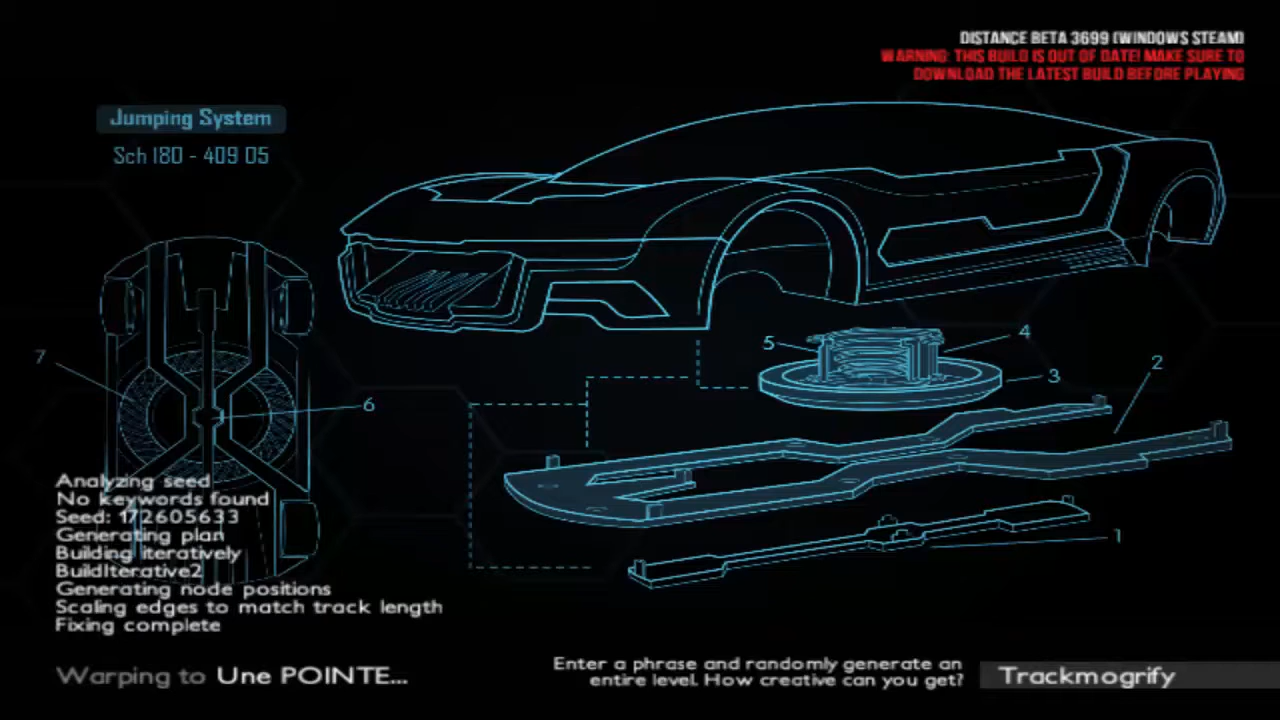 DISTANCE BETA 3699 (WINDOWS STEAM)
WARNING: THIS BUILD IS OUT OF DATE! MAKE SURE TO
DOWNLOAD THE LATEST BUILD BEFORE PLAYING
Jumping System
Sch 180 - 409 05
5
4
3
2
7
6
1
Analyzing seed
No keywords found
Seed: 172605633
Generating plan
Building iteratively
BuildIterative2
Generating node positions
Scaling edges to match track length
Fixing complete
Warping to Une POINTE...
Enter a phrase and randomly generate an
entire level. How creative can you get?
Trackmogrify